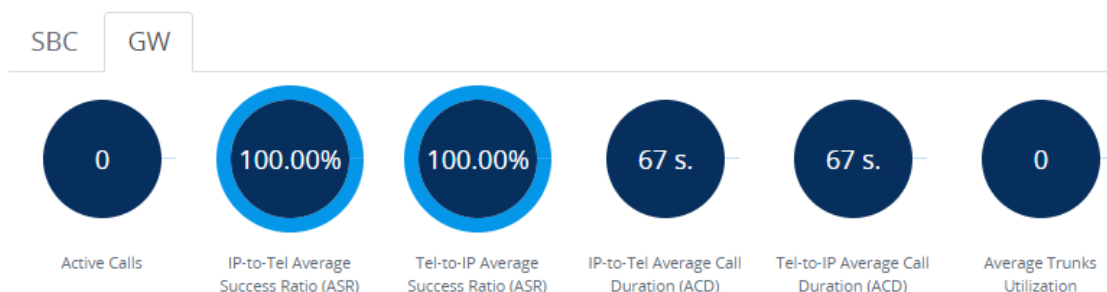 SBC GW
0 100.00% 100.00% 67 s. 67 s. 0
Active Calls IP-to-Tel Average Tel-to-IP Average IP-to-Tel Average Call Tel-to-IP Average Call Average Trunks
Success Ratio (ASR) Success Ratio (ASR) Duration (ACD) Duration (ACD) Utilization